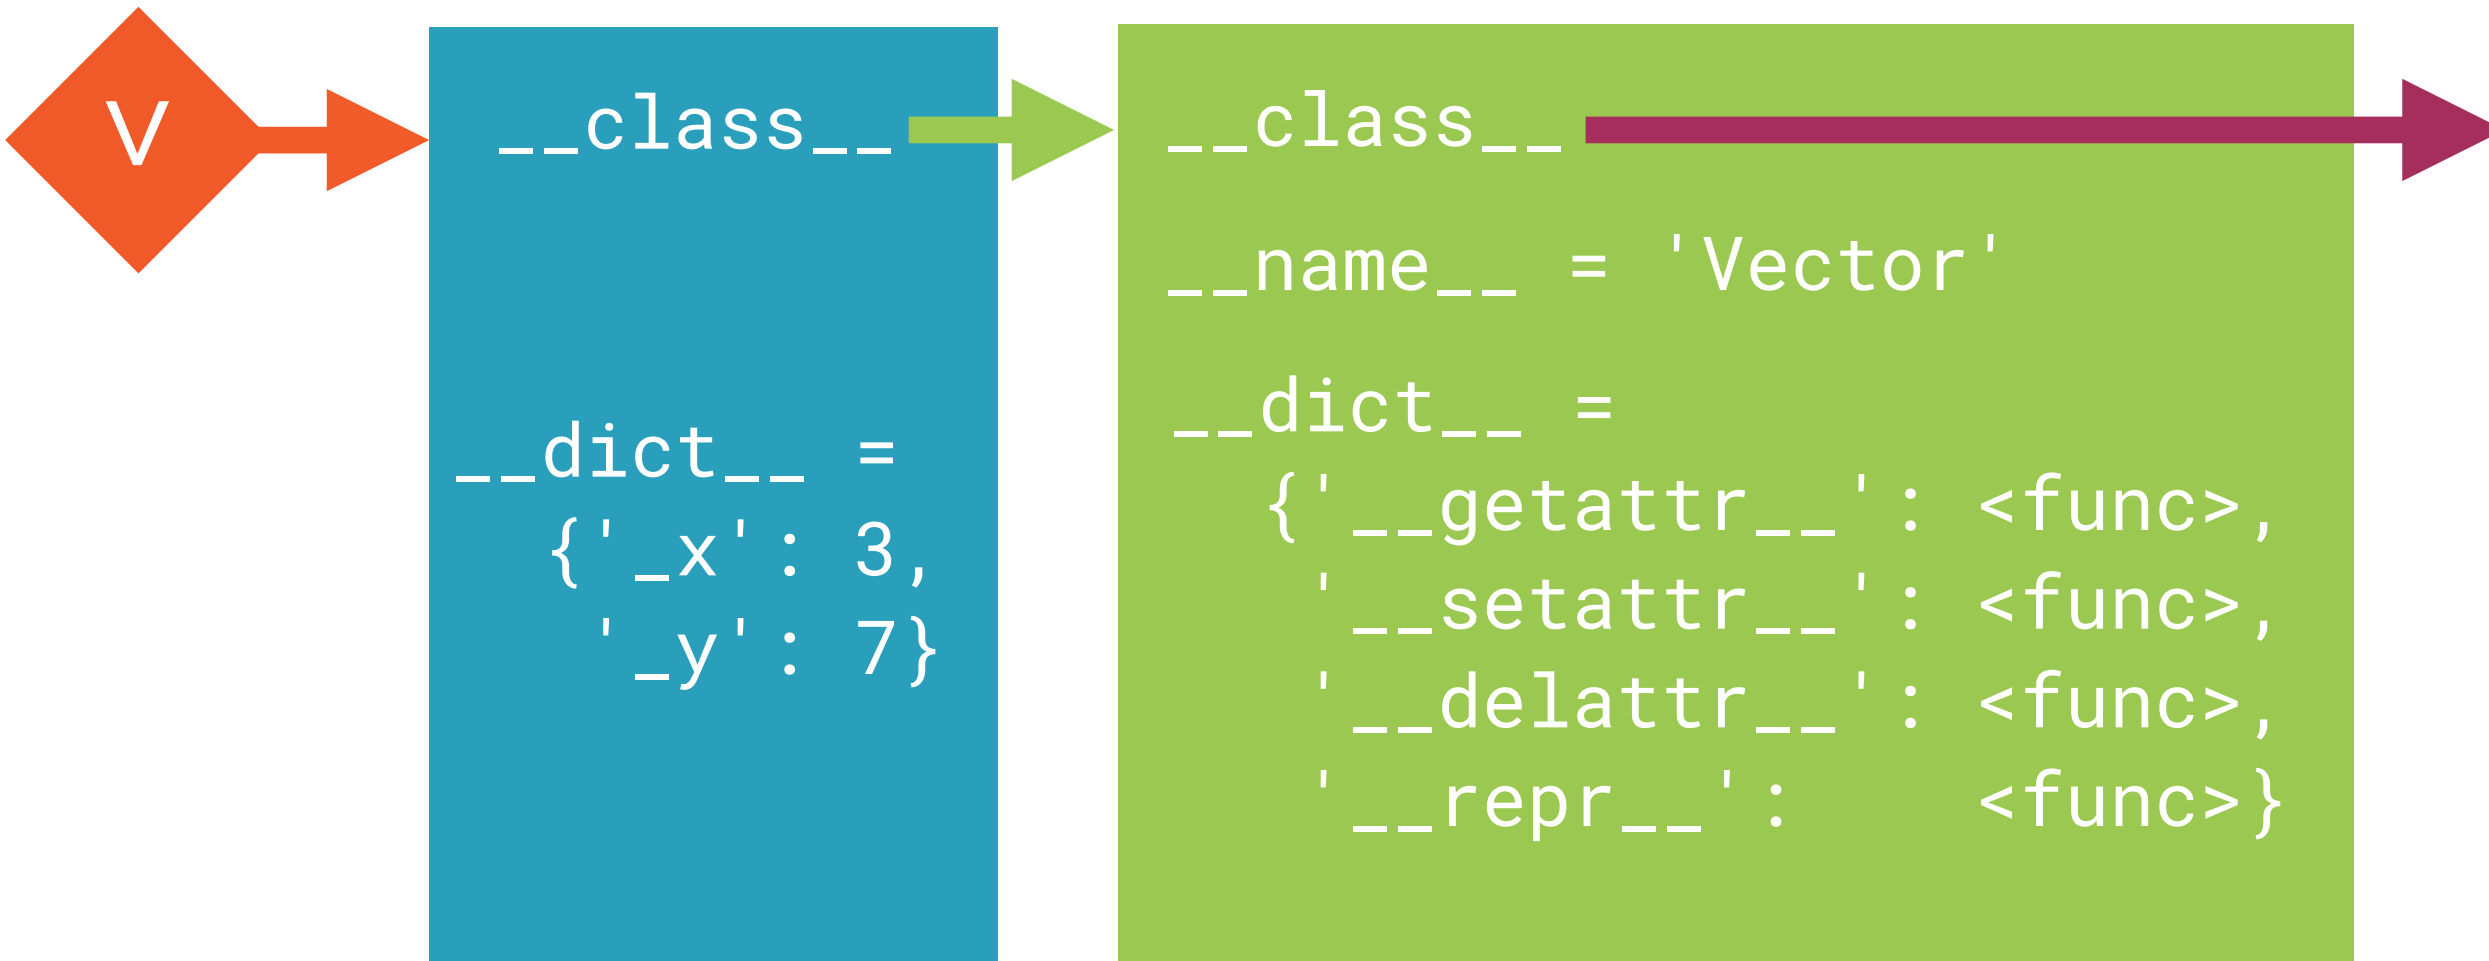 v
__class__
__dict__ =
{'_x': 3,
'_y': 7}
__class__
__name__ = 'Vector'
__dict__ =
{'__getattr__': <func>,
'__setattr__': <func>,
'__delattr__': <func>,
'__repr__':   <func>}